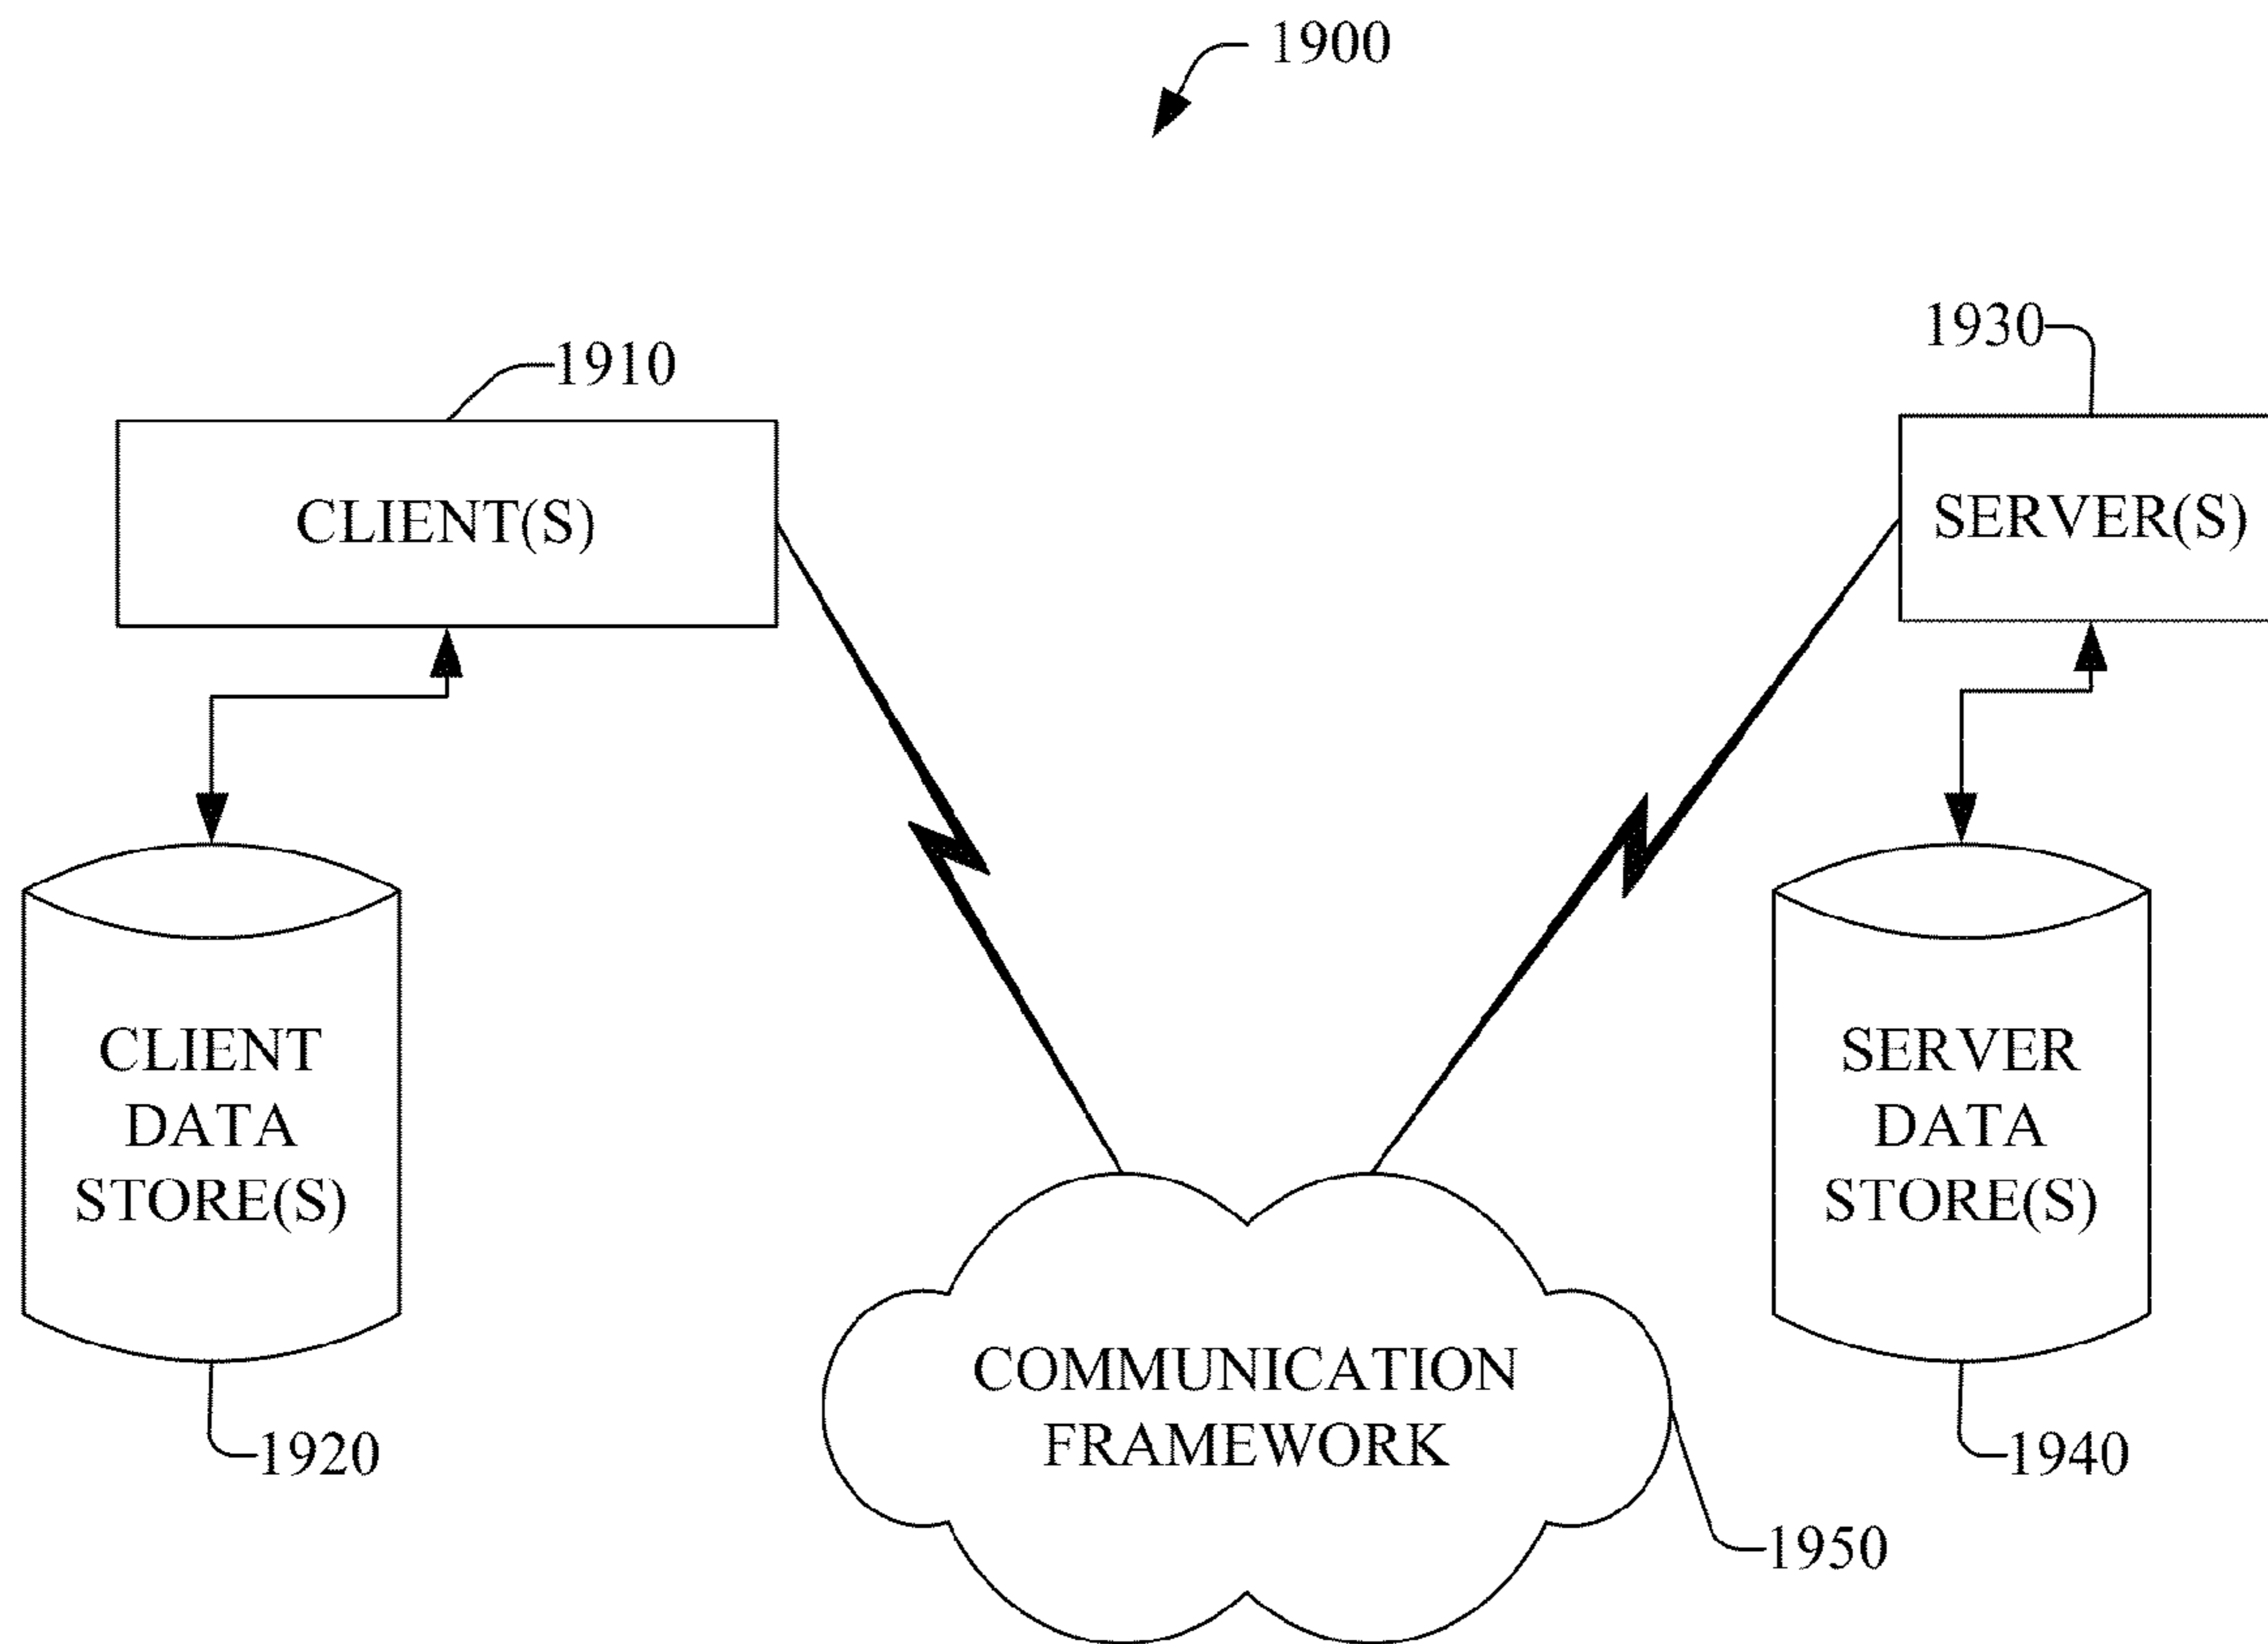 1900
1910
1930
CLIENT(S)
SERVER(S)
CLIENT
DATA
STORE(S)
SERVER
DATA
STORE(S)
COMMUNICATION
FRAMEWORK
1920
1940
1950